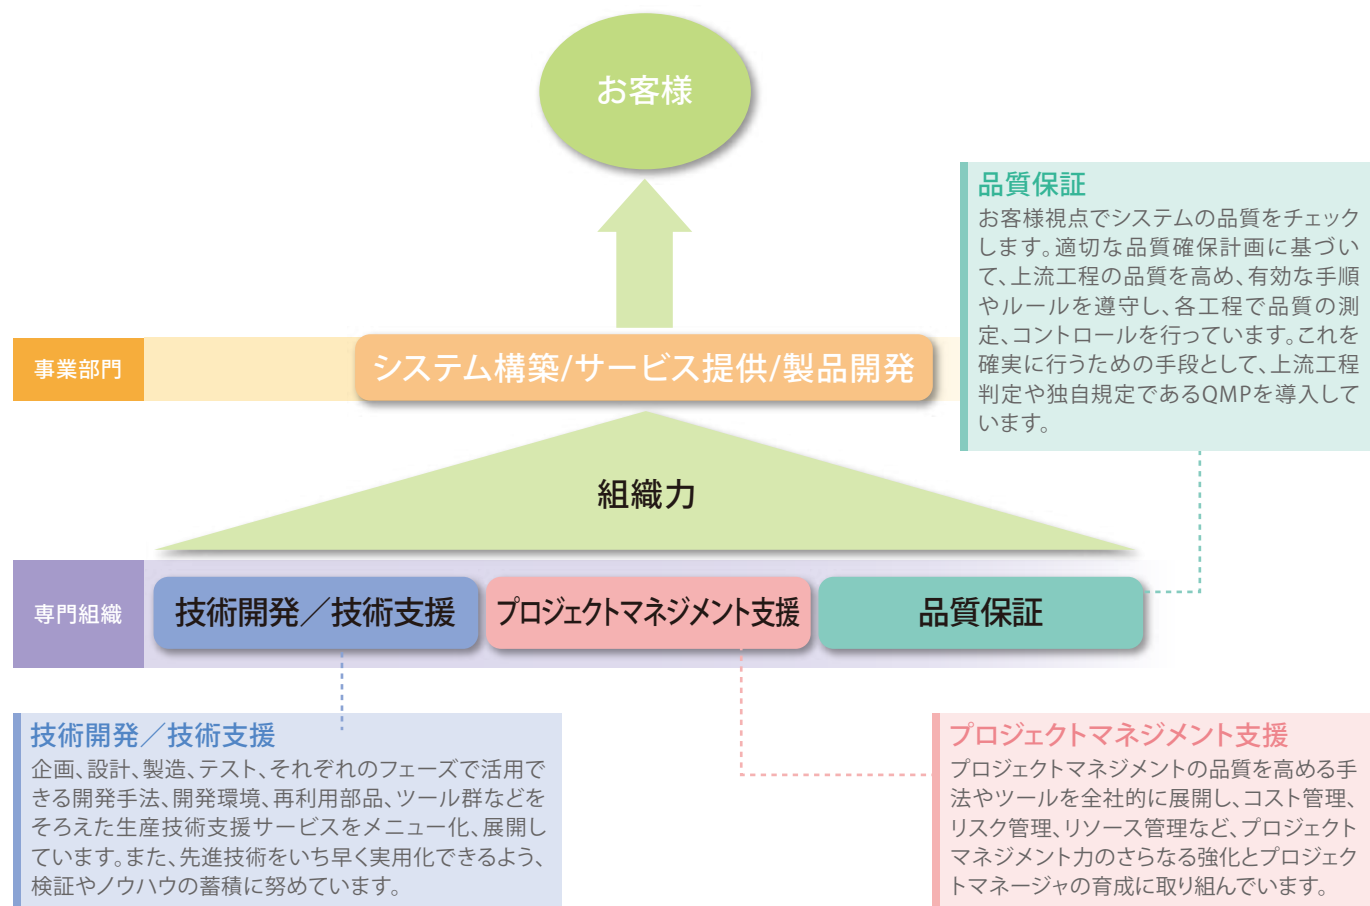 お客様
品質保証
お客様視点でシステムの品質をチェック
します。適切な品質確保計画に基づい
て、上流工程の品質を高め、有効な手順
やルールを遵守し、各工程で品質の測
定、コントロールを行っています。これを
確実に行うための手段として、上流工程
判定や独自規定であるQMPを導入して
います。
事業部門
システム構築/サービス提供/製品開発
組織力
専門組織
技術開発／技術支援
プロジェクトマネジメント支援
品質保証
技術開発／技術支援
企画、設計、製造、テスト、それぞれのフェーズで活用で
きる開発手法、開発環境、再利用部品、ツール群などを
そろえた生産技術支援サービスをメニュー化、展開し
ています。また、先進技術をいち早く実用化できるよう、
検証やノウハウの蓄積に努めています。
プロジェクトマネジメント支援
プロジェクトマネジメントの品質を高める手
法やツールを全社的に展開し、コスト管理、
リスク管理、リソース管理など、プロジェクト
マネジメント力のさらなる強化とプロジェク
トマネージャの育成に取り組んでいます。